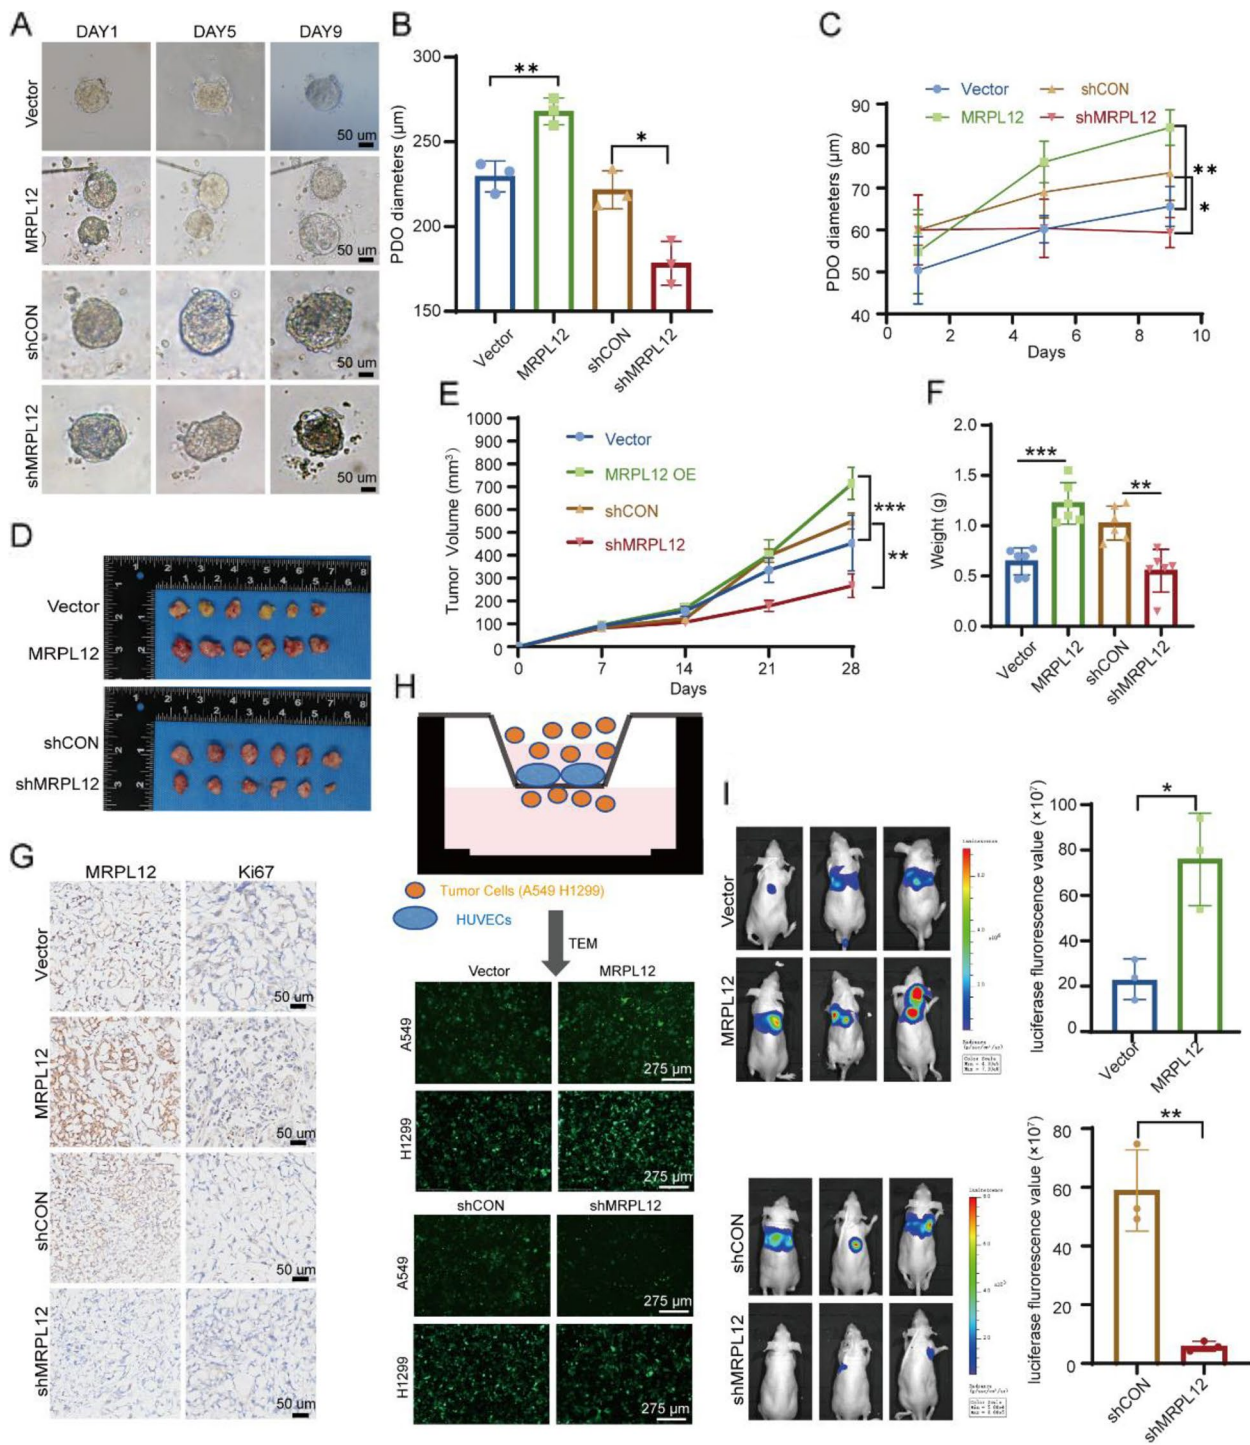 A
DAY1
DAY5
DAY9
Vector
50 um
MRPL12
50 um
shCON
50 um
shMRPL12
50 um
B
PDO diameters (μm)
300
250
200
150
**
*
Vector
MRPL12
shCON
shMRPL12
C
Vector
shCON
MRPL12
shMRPL12
PDO diameters (μm)
90
80
70
60
50
40
**
*
0
2
4
6
8
10
Days
D
Vector
MRPL12
shCON
shMRPL12
E
Tumor Volume (mm³)
1000
900
800
700
600
500
400
300
200
100
0
Vector
MRPL12 OE
shCON
shMRPL12
***
**
0
7
14
21
28
Days
F
Weight (g)
2.0
1.5
1.0
0.5
0.0
***
**
Vector
MRPL12
shCON
shMRPL12
G
MRPL12
Ki67
Vector
50 um
MRPL12
50 um
50 um
shCON
50 um
50 um
shMRPL12
50 um
H
Tumor Cells (A549 H1299)
HUVECs
TEM
Vector
MRPL12
A549
275 μm
H1299
275 μm
shCON
shMRPL12
A549
275 μm
H1299
275 μm
I
Vector
MRPL12
luciferase flurorescence value (×10⁷)
100
80
60
40
20
0
*
Vector
MRPL12
shCON
shMRPL12
luciferase flurorescence value (×10⁷)
80
60
40
20
0
**
shCON
shMRPL12